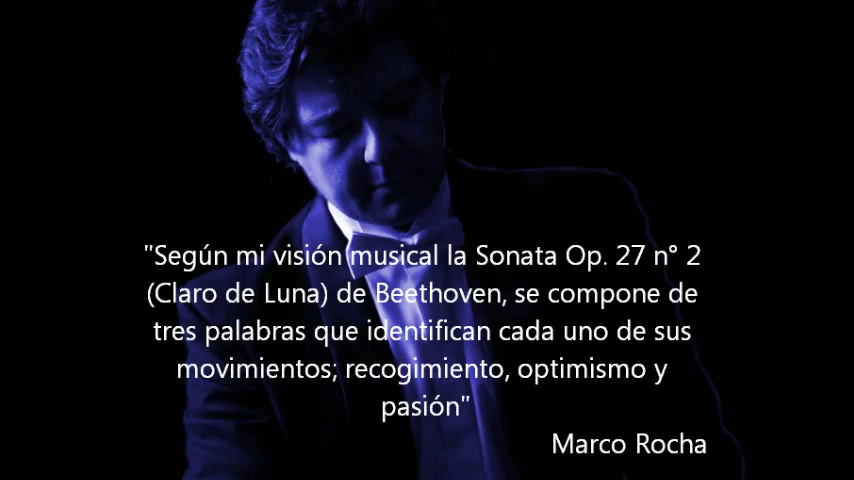 "Según mi visión musical la Sonata Op. 27 n° 2
(Claro de Luna) de Beethoven, se compone de
tres palabras que identifican cada uno de sus
movimientos; recogimiento, optimismo y
pasión"
Marco Rocha